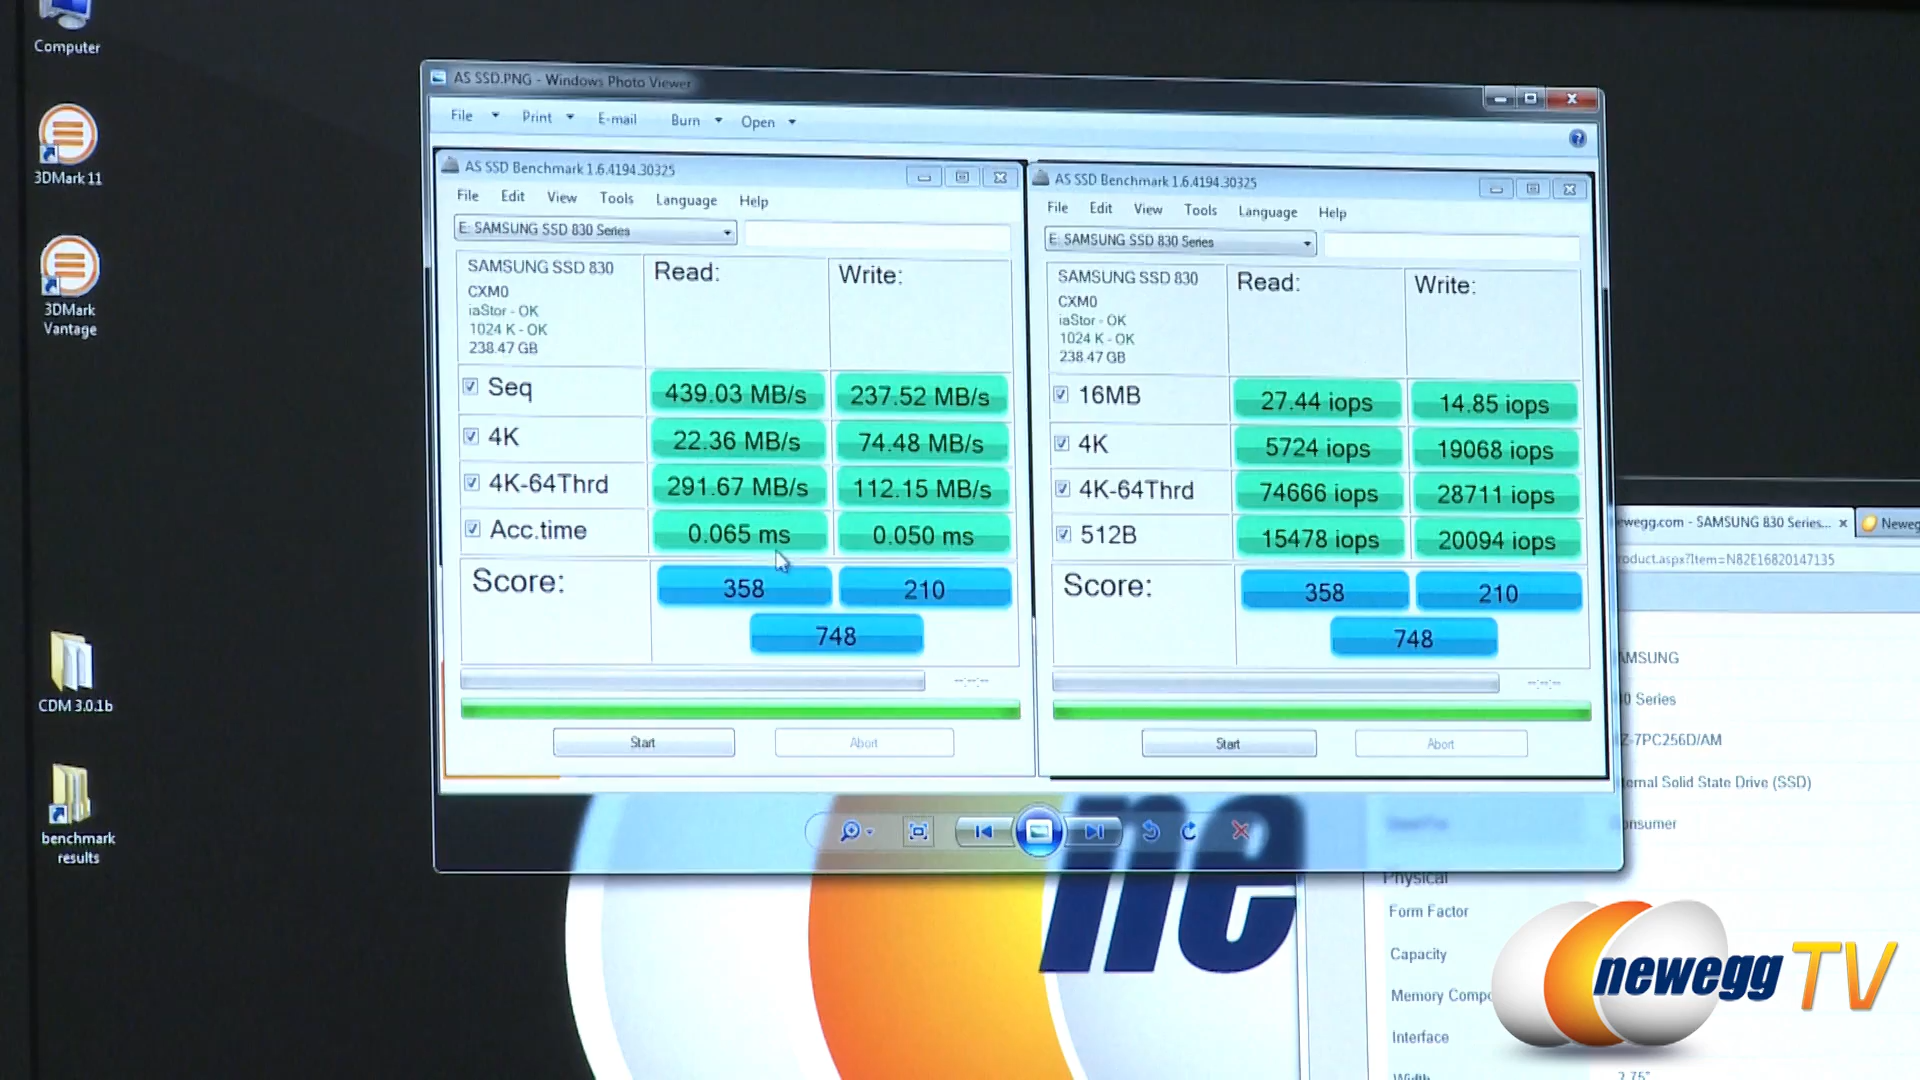 Computer
3DMark 11
3DMark
Vantage
CDM 3.0.1b
benchmark
results
AS SSD.PNG - Windows Photo Viewer
File Print E-mail Burn Open
AS SSD Benchmark 1.6.4194.30325
File Edit View Tools Language Help
E: SAMSUNG SSD 830 Series
SAMSUNG SSD 830
CXM0
iaStor - OK
1024 K - OK
238.47 GB
Read: Write:
Seq 439.03 MB/s 237.52 MB/s
4K 22.36 MB/s 74.48 MB/s
4K-64Thrd 291.67 MB/s 112.15 MB/s
Acc.time 0.065 ms 0.050 ms
Score: 358 210
748
--:--:--
Start Abort
AS SSD Benchmark 1.6.4194.30325
File Edit View Tools Language Help
E: SAMSUNG SSD 830 Series
SAMSUNG SSD 830
CXM0
iaStor - OK
1024 K - OK
238.47 GB
Read: Write:
16MB 27.44 iops 14.85 iops
4K 5724 iops 19068 iops
4K-64Thrd 74666 iops 28711 iops
512B 15478 iops 20094 iops
Score: 358 210
748
--:--:--
Start Abort
ewegg.com - SAMSUNG 830 Series... Neweg
roduct.aspx?Item=N82E16820147135
AMSUNG
30 Series
Z-7PC256D/AM
ernal Solid State Drive (SSD)
onsumer
Physical
Form Factor
Capacity
Memory Compo
Interface
Width 2.75"
ne
newegg TV